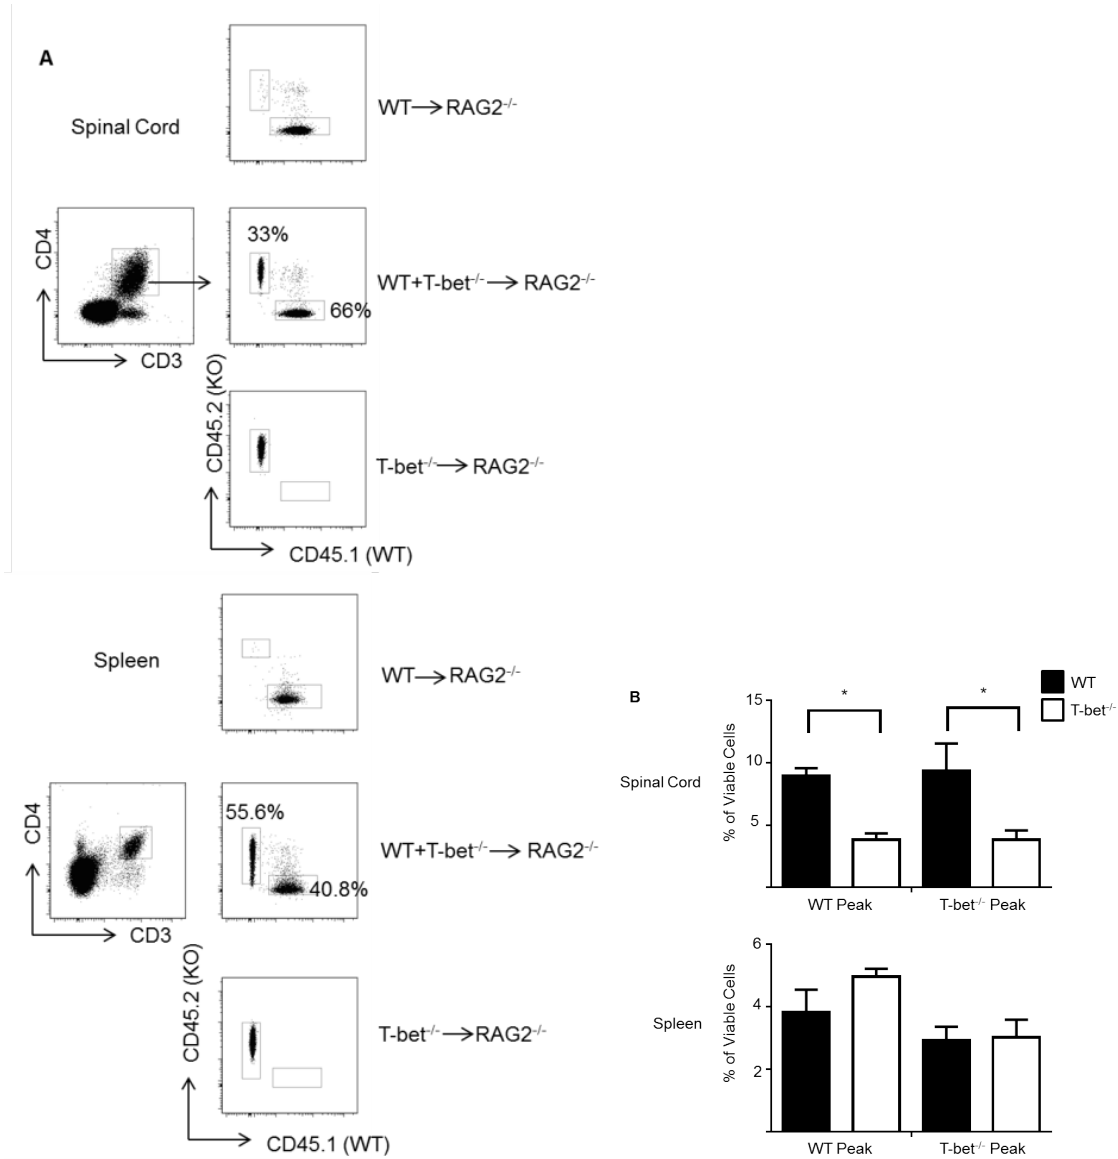 A
Spinal Cord
WT→RAG2-/-
CD4
33%
66%
WT+T-bet-/-→ RAG2-/-
CD3
CD45.2 (KO)
T-bet-/-→ RAG2-/-
CD45.1 (WT)
Spleen
WT→RAG2-/-
CD4
55.6%
40.8%
WT+T-bet-/-→ RAG2-/-
CD3
CD45.2 (KO)
T-bet-/-→RAG2-/-
CD45.1 (WT)
B
WT
T-bet-/-
Spinal Cord
% of Viable Cells
15
10
5
*
*
WT Peak
T-bet-/- Peak
Spleen
% of Viable Cells
6
4
2
WT Peak
T-bet-/- Peak